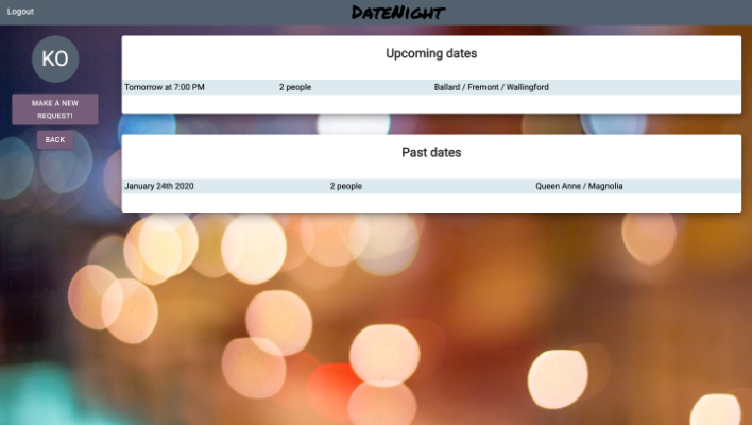 Logout
DateNight
KO
MAKE A NEW
REQUEST!
BACK
Upcoming dates
Tomorrow at 7:00 PM 2 people Ballard / Fremont / Wallingford
Past dates
January 24th 2020 2 people Queen Anne / Magnolia